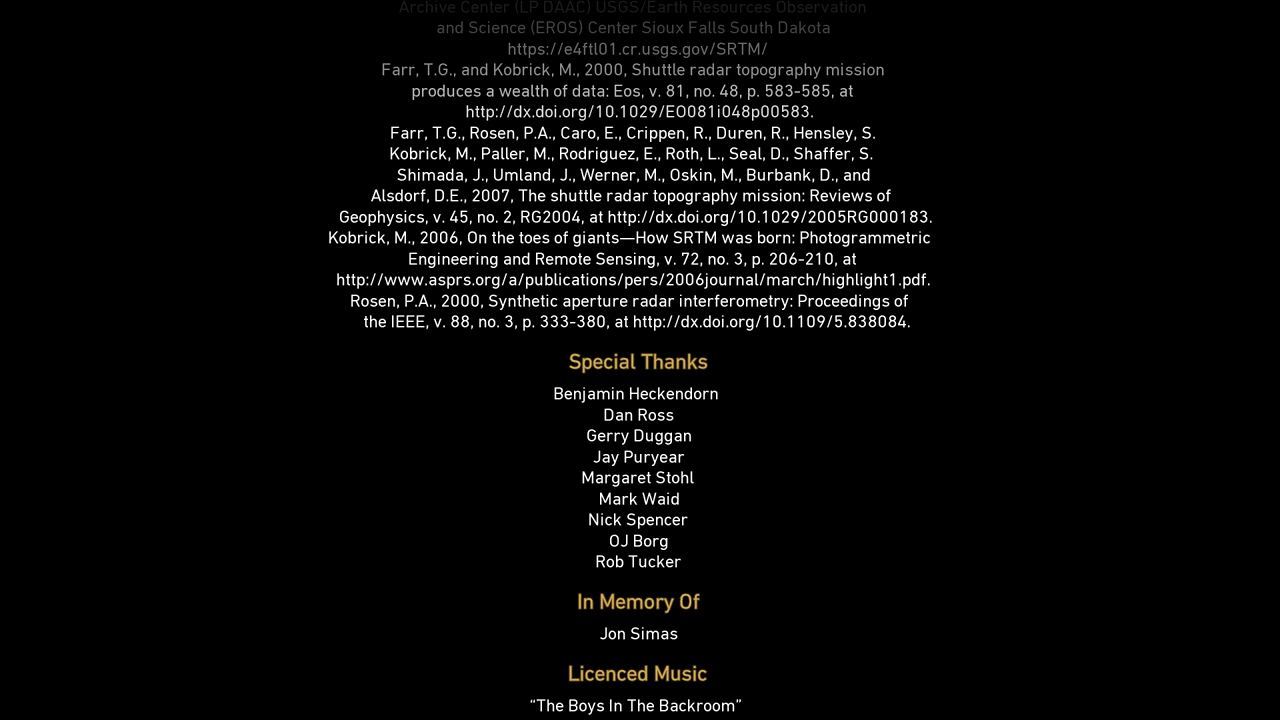 Archive Center (LP DAAC) USGS/Earth Resources Observation
and Science (EROS) Center Sioux Falls South Dakota
https://e4ftl01.cr.usgs.gov/SRTM/
Farr, T.G., and Kobrick, M., 2000, Shuttle radar topography mission
produces a wealth of data: Eos, v. 81, no. 48, p. 583-585, at
http://dx.doi.org/10.1029/EO081i048p00583.
Farr, T.G., Rosen, P.A., Caro, E., Crippen, R., Duren, R., Hensley, S.
Kobrick, M., Paller, M., Rodriguez, E., Roth, L., Seal, D., Shaffer, S.
Shimada, J., Umland, J., Werner, M., Oskin, M., Burbank, D., and
Alsdorf, D.E., 2007, The shuttle radar topography mission: Reviews of
Geophysics, v. 45, no. 2, RG2004, at http://dx.doi.org/10.1029/2005RG000183.
Kobrick, M., 2006, On the toes of giants—How SRTM was born: Photogrammetric
Engineering and Remote Sensing, v. 72, no. 3, p. 206-210, at
http://www.asprs.org/a/publications/pers/2006journal/march/highlight1.pdf.
Rosen, P.A., 2000, Synthetic aperture radar interferometry: Proceedings of
the IEEE, v. 88, no. 3, p. 333-380, at http://dx.doi.org/10.1109/5.838084.
Special Thanks
Benjamin Heckendorn
Dan Ross
Gerry Duggan
Jay Puryear
Margaret Stohl
Mark Waid
Nick Spencer
OJ Borg
Rob Tucker
In Memory Of
Jon Simas
Licenced Music
“The Boys In The Backroom”